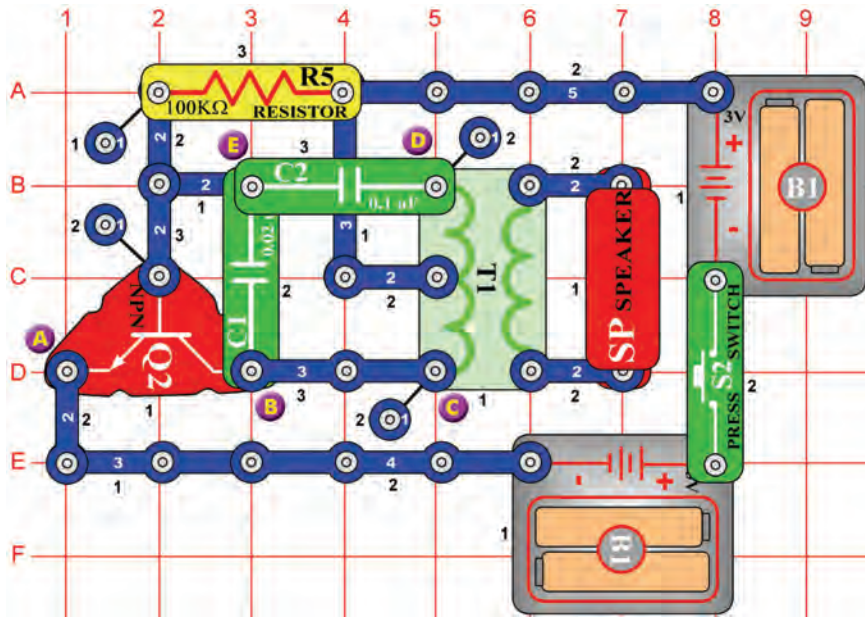 1 2 3 4 5 6 7 8 9
A
B
C
D
E
F
3
R5
100KΩ
RESISTOR
2
5
1 1
2 2
E
3
D
2
3V
+
B1
-
1
C2
0.1 uF
2
1
2
2
2 1
2
3
3
1
0.02
C1
2
2
2
T1
1
SP SPEAKER
NPN
Q2
A
1
B
3
3
C
2 1
1
2
2
S2
PRESS SWITCH
2
2
2
3
1
4
2
-
+
1
B1